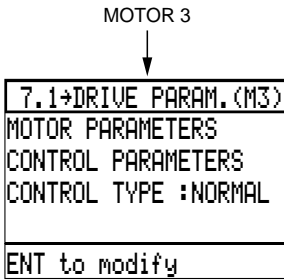 MOTOR 3
7.1→DRIVE PARAM.(M3)
MOTOR PARAMETERS
CONTROL PARAMETERS
CONTROL TYPE :NORMAL
ENT to modify